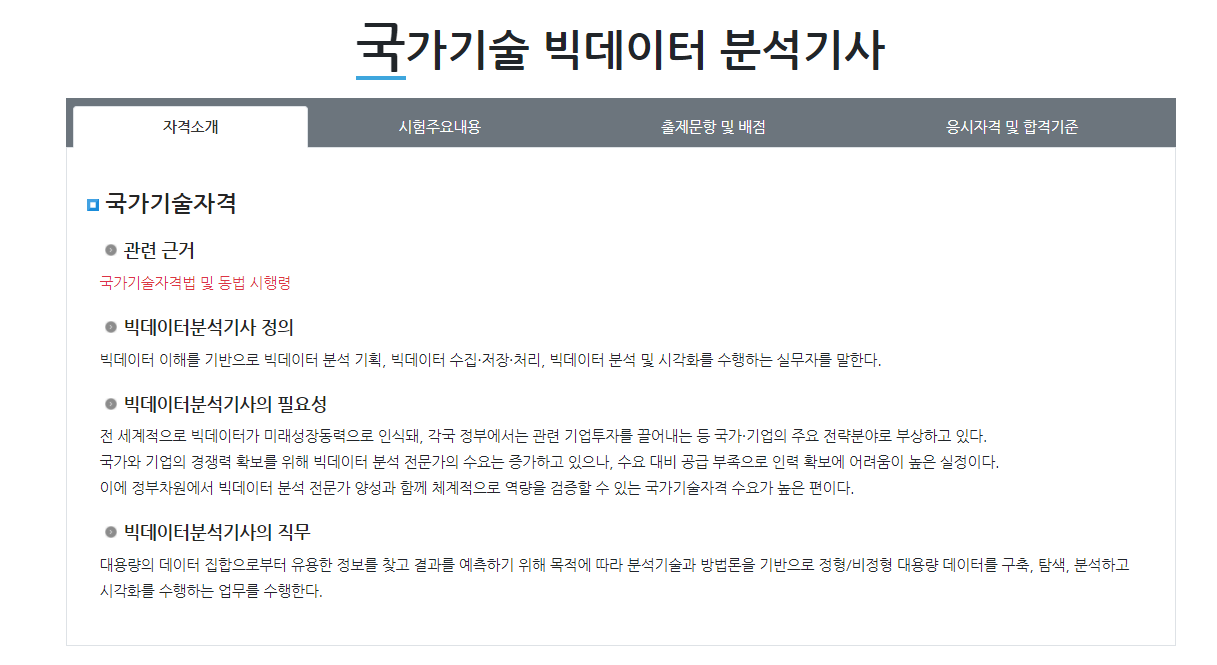 국가기술 빅데이터 분석기사
자격소개
시험주요내용
출제문항 및 배점
응시자격 및 합격기준
국가기술자격
관련 근거
국가기술자격법 및 동법 시행령
빅데이터분석기사 정의
빅데이터 이해를 기반으로 빅데이터 분석 기획, 빅데이터 수집·저장·처리, 빅데이터 분석 및 시각화를 수행하는 실무자를 말한다.
빅데이터분석기사의 필요성
전 세계적으로 빅데이터가 미래성장동력으로 인식돼, 각국 정부에서는 관련 기업투자를 끌어내는 등 국가·기업의 주요 전략분야로 부상하고 있다.
국가와 기업의 경쟁력 확보를 위해 빅데이터 분석 전문가의 수요는 증가하고 있으나, 수요 대비 공급 부족으로 인력 확보에 어려움이 높은 실정이다.
이에 정부차원에서 빅데이터 분석 전문가 양성과 함께 체계적으로 역량을 검증할 수 있는 국가기술자격 수요가 높은 편이다.
빅데이터분석기사의 직무
대용량의 데이터 집합으로부터 유용한 정보를 찾고 결과를 예측하기 위해 목적에 따라 분석기술과 방법론을 기반으로 정형/비정형 대용량 데이터를 구축, 탐색, 분석하고
시각화를 수행하는 업무를 수행한다.